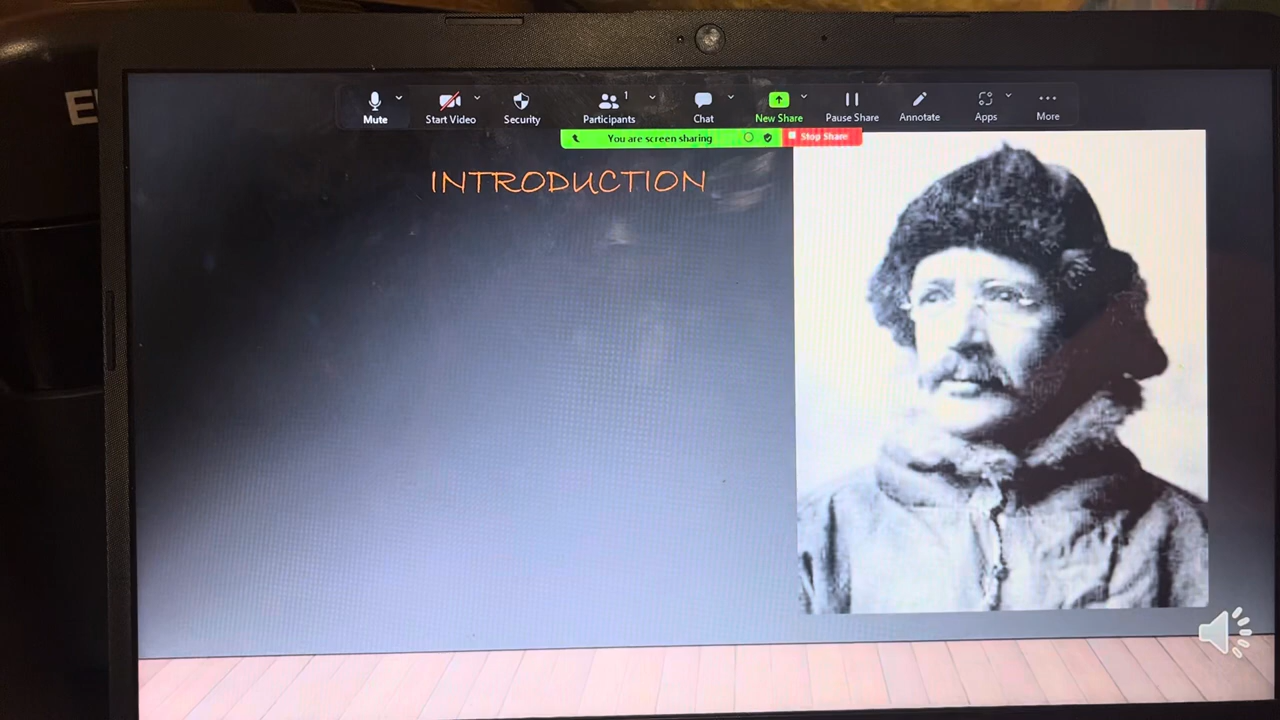 Mute
Start Video
Security
Participants
1
Chat
New Share
Pause Share
Annotate
Apps
More
You are screen sharing
Stop Share
INTRODUCTION